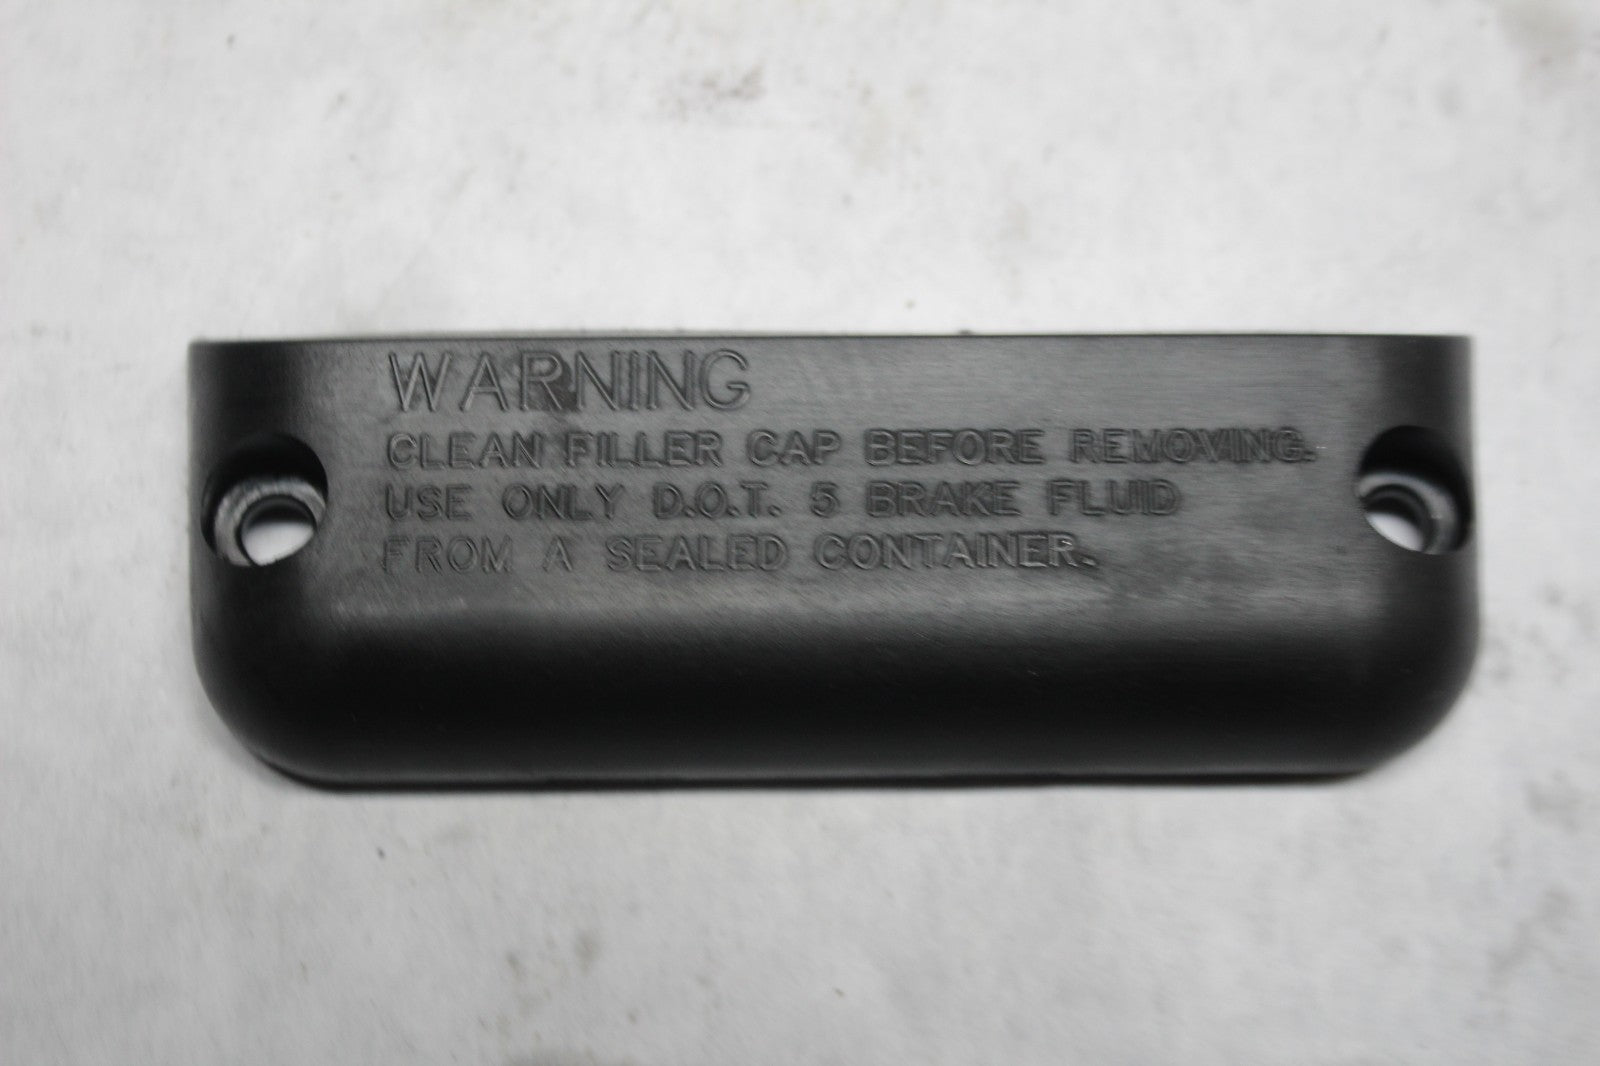 WARNING
CLEAN FILLER CAP BEFORE REMOVING.
USE ONLY D.O.T. 5 BRAKE FLUID
FROM A SEALED CONTAINER.